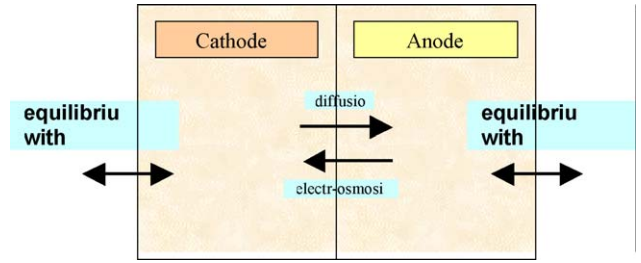 Cathode
Anode
diffusio
equilibriu
with
equilibriu
with
electr-osmosi